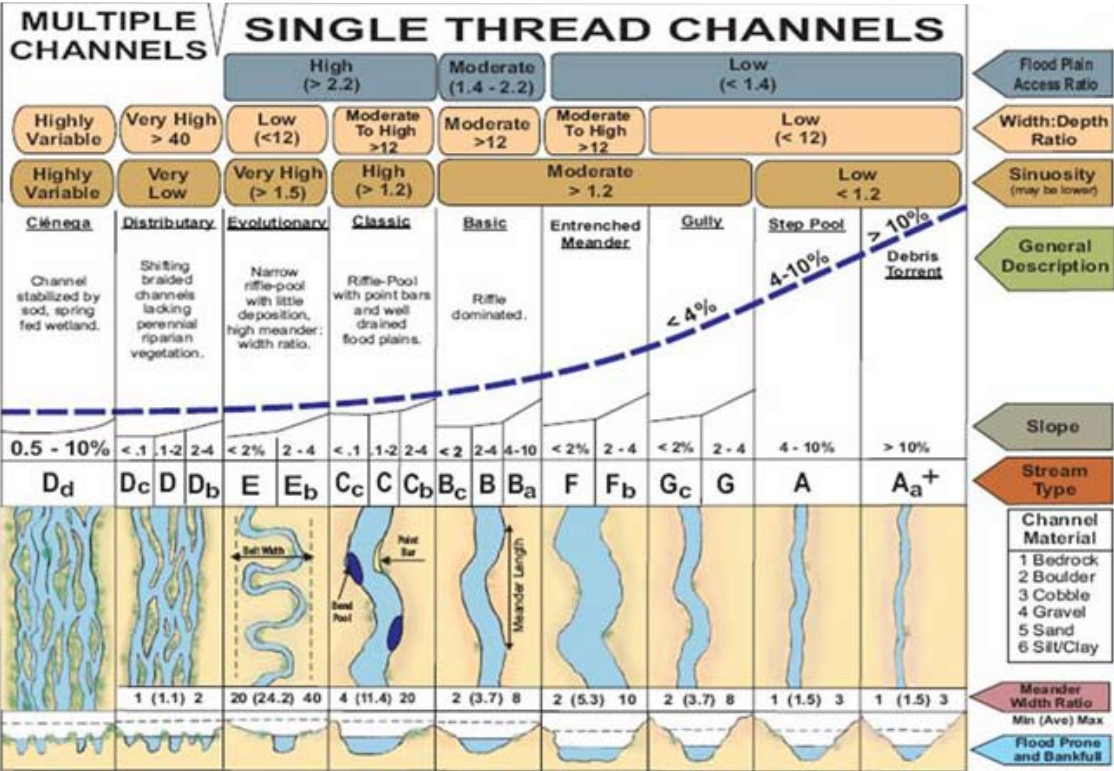 MULTIPLE
CHANNELS
SINGLE THREAD CHANNELS
High
(> 2.2)
Moderate
(1.4 - 2.2)
Low
(< 1.4)
Flood Plain
Access Ratio
Highly
Variable
Very High
> 40
Low
(<12)
Moderate
To High
>12
Moderate
>12
Moderate
To High
>12
Low
(< 12)
Width:Depth
Ratio
Highly
Variable
Very
Low
Very High
(> 1.5)
High
(> 1.2)
Moderate
> 1.2
Low
< 1.2
Sinuosity
(may be lower)
Ciénega
Channel
stabilized by
sod, spring
fed wetland.
Distributary
Shifting
braided
channels
lacking
perennial
riparian
vegetation.
Evolutionary
Narrow
riffle-pool
with little
deposition,
high meander:
width ratio.
Classic
Riffle-Pool
with point bars
and well
drained
flood plains.
Basic
Riffle
dominated.
Entrenched
Meander
Gully
< 4%
Step Pool
4-10%
> 10%
Debris
Torrent
General
Description
0.5 - 10%
< .1 .1-2 2-4
< 2% 2 - 4
< .1 .1-2 2-4
< 2 2-4 4-10
< 2% 2 - 4
< 2% 2 - 4
4 - 10%
> 10%
Slope
Dd
Dc D Db
E Eb
Cc C Cb
Bc B Ba
F Fb
Gc G
A
Aa+
Stream
Type
Belt Width
Bend
Pool
Point
Bar
Meander Length
Channel
Material
1 Bedrock
2 Boulder
3 Cobble
4 Gravel
5 Sand
6 Silt/Clay
1 (1.1) 2
20 (24.2) 40
4 (11.4) 20
2 (3.7) 8
2 (5.3) 10
2 (3.7) 8
1 (1.5) 3
1 (1.5) 3
Meander
Width Ratio
Min (Ave) Max
Flood Prone
and Bankfull